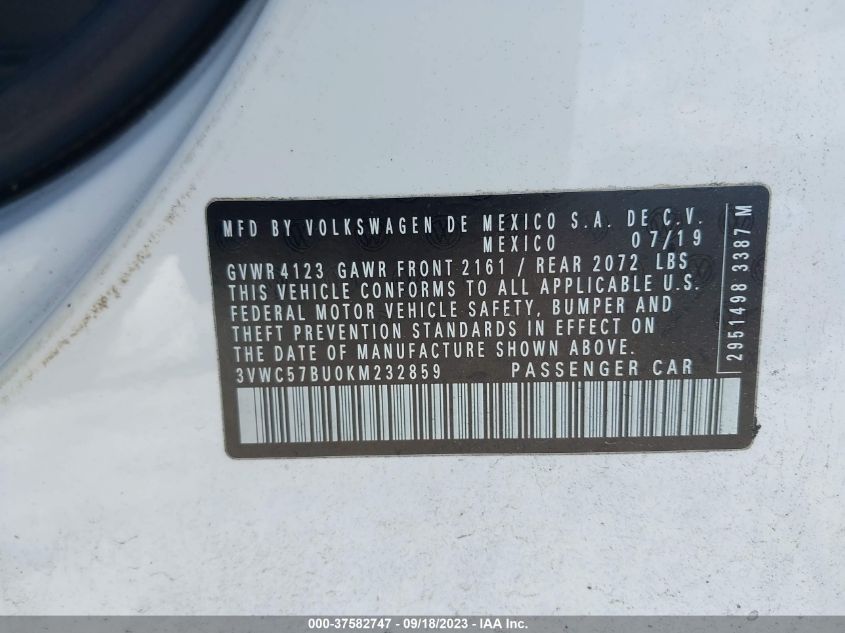 MFD BY VOLKSWAGEN DE MEXICO S.A. DE C.V.
MEXICO 07/19
GVWR 4123 GAWR FRONT 2161 / REAR 2072 LBS
THIS VEHICLE CONFORMS TO ALL APPLICABLE U.S.
FEDERAL MOTOR VEHICLE SAFETY, BUMPER AND
THEFT PREVENTION STANDARDS IN EFFECT ON
THE DATE OF MANUFACTURE SHOWN ABOVE.
3VWC57BU0KM232859 PASSENGER CAR
2951498 3387 M
000-37582747 - 09/18/2023 - IAAI.com